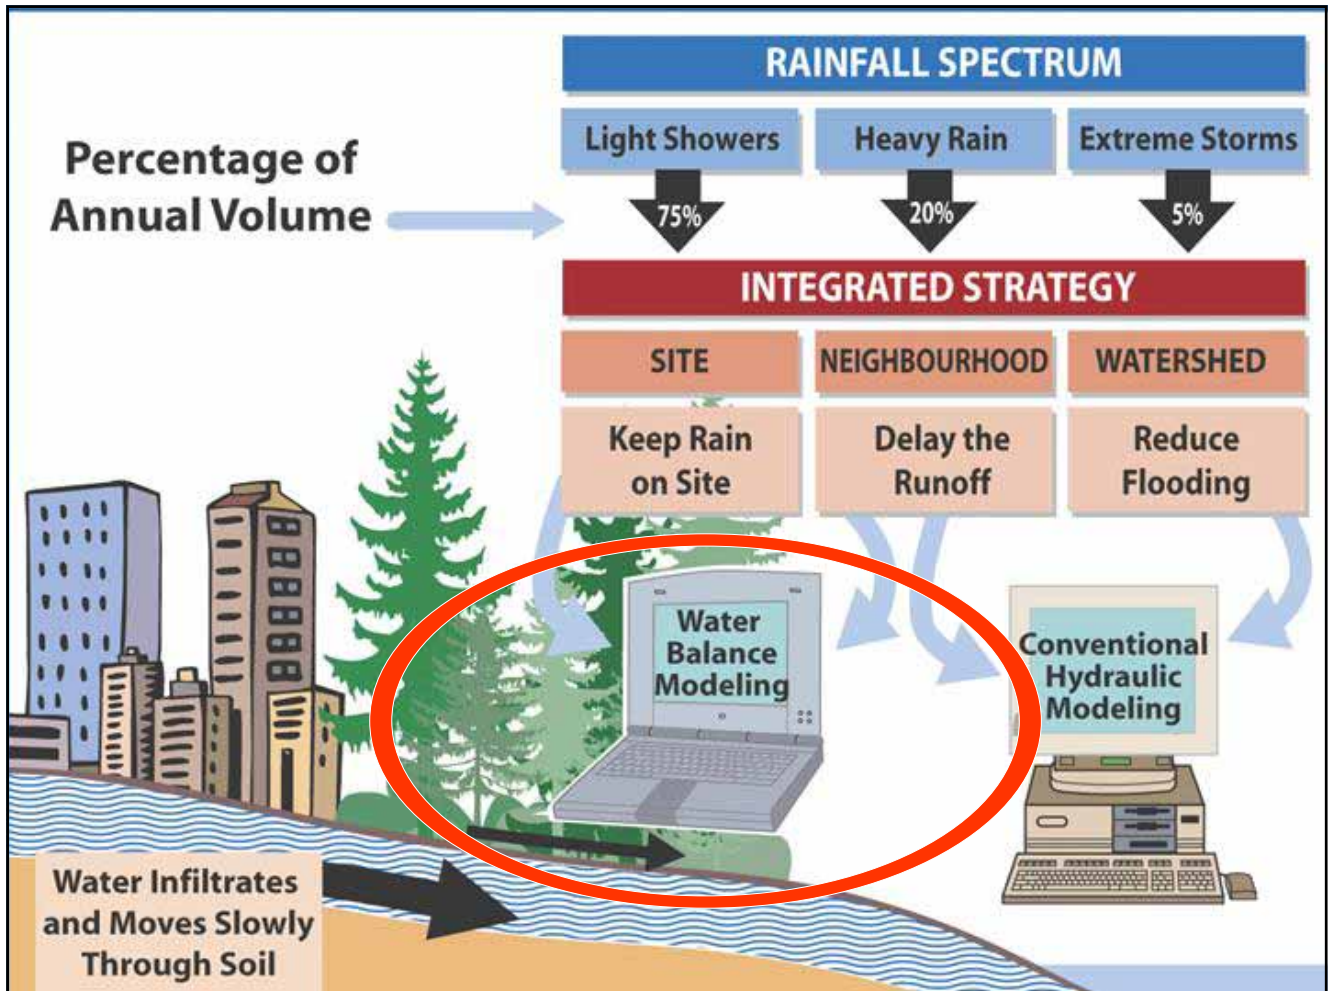 RAINFALL SPECTRUM
Light Showers
Heavy Rain
Extreme Storms
Percentage of
Annual Volume
75%
20%
5%
INTEGRATED STRATEGY
SITE
NEIGHBOURHOOD
WATERSHED
Keep Rain
on Site
Delay the
Runoff
Reduce
Flooding
Water
Balance
Modeling
Conventional
Hydraulic
Modeling
Water Infiltrates
and Moves Slowly
Through Soil